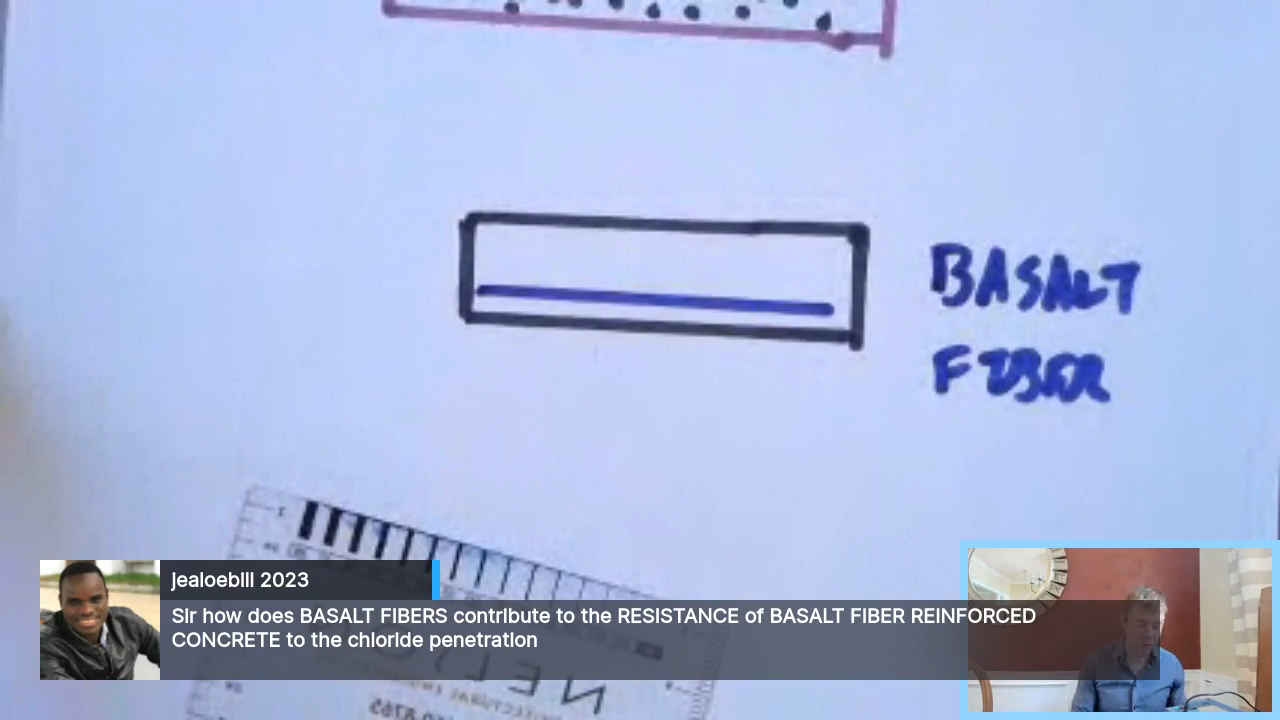 BASALT
FIBER
jealoebill 2023
Sir how does BASALT FIBERS contribute to the RESISTANCE of BASALT FIBER REINFORCED
CONCRETE to the chloride penetration